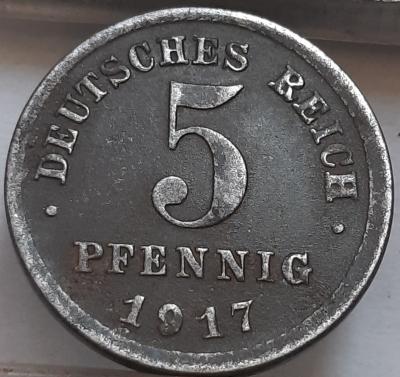 · DEUTSCHES REICH ·
5
PFENNIG
1917